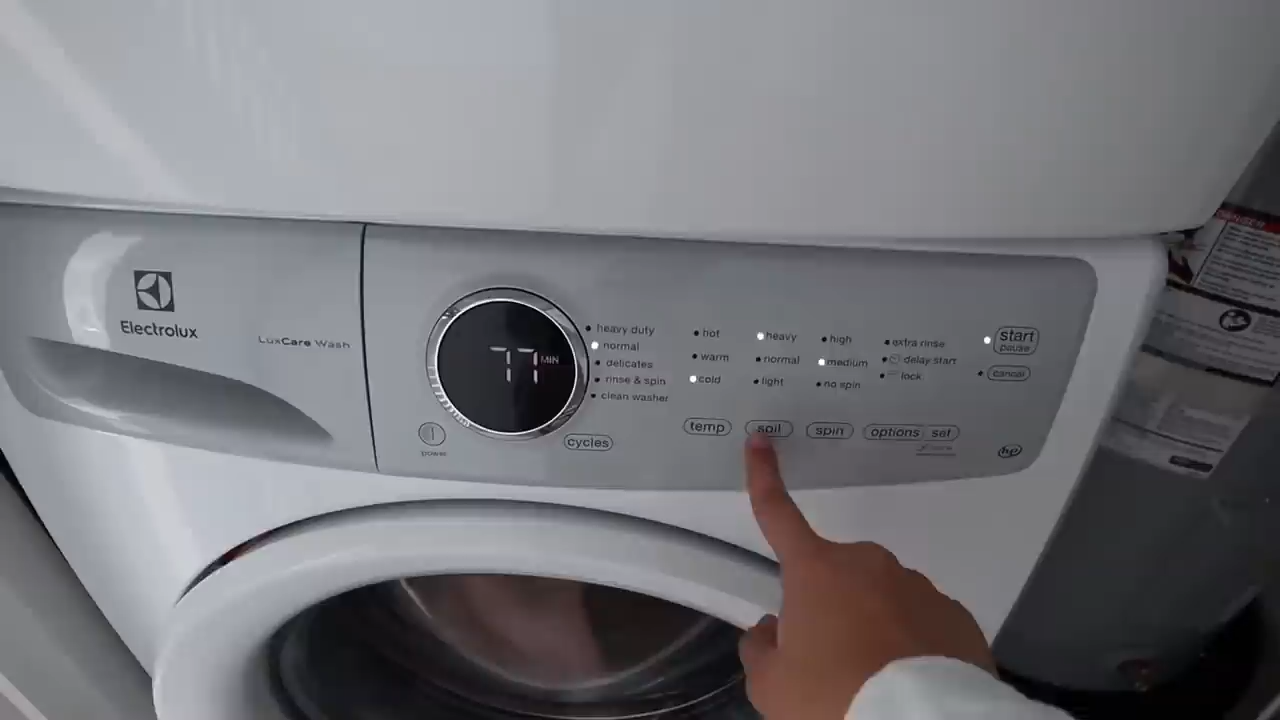 Electrolux
LuxCare Wash
77 MIN
power
heavy duty
normal
delicates
rinse & spin
clean washer
cycles
hot
warm
cold
temp
heavy
normal
light
soil
high
medium
no spin
spin
extra rinse
delay start
lock
options set
start
pause
cancel